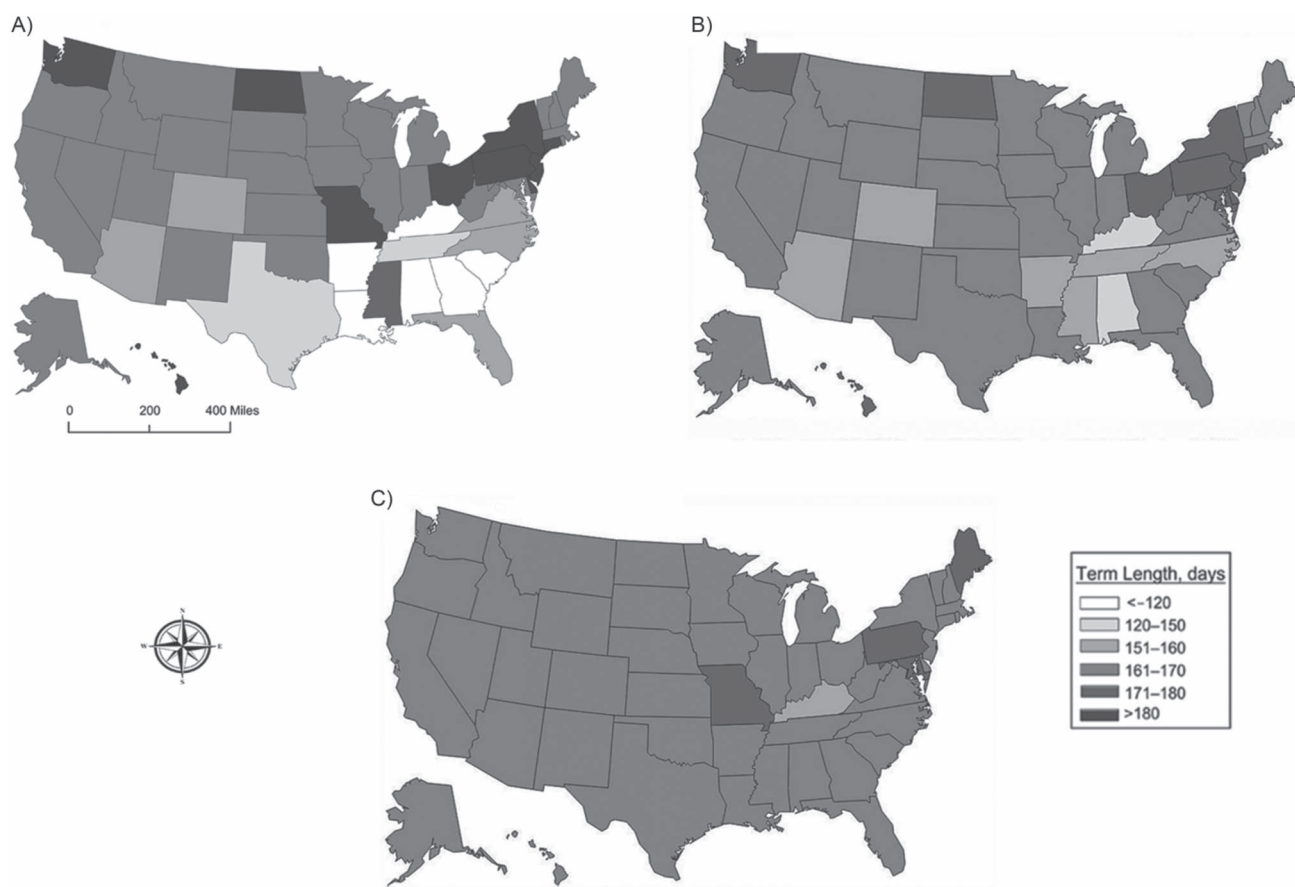 A)
B)
0 200 400 Miles
C)
N
W E
S
Term Length, days
<–120
120–150
151–160
161–170
171–180
>180